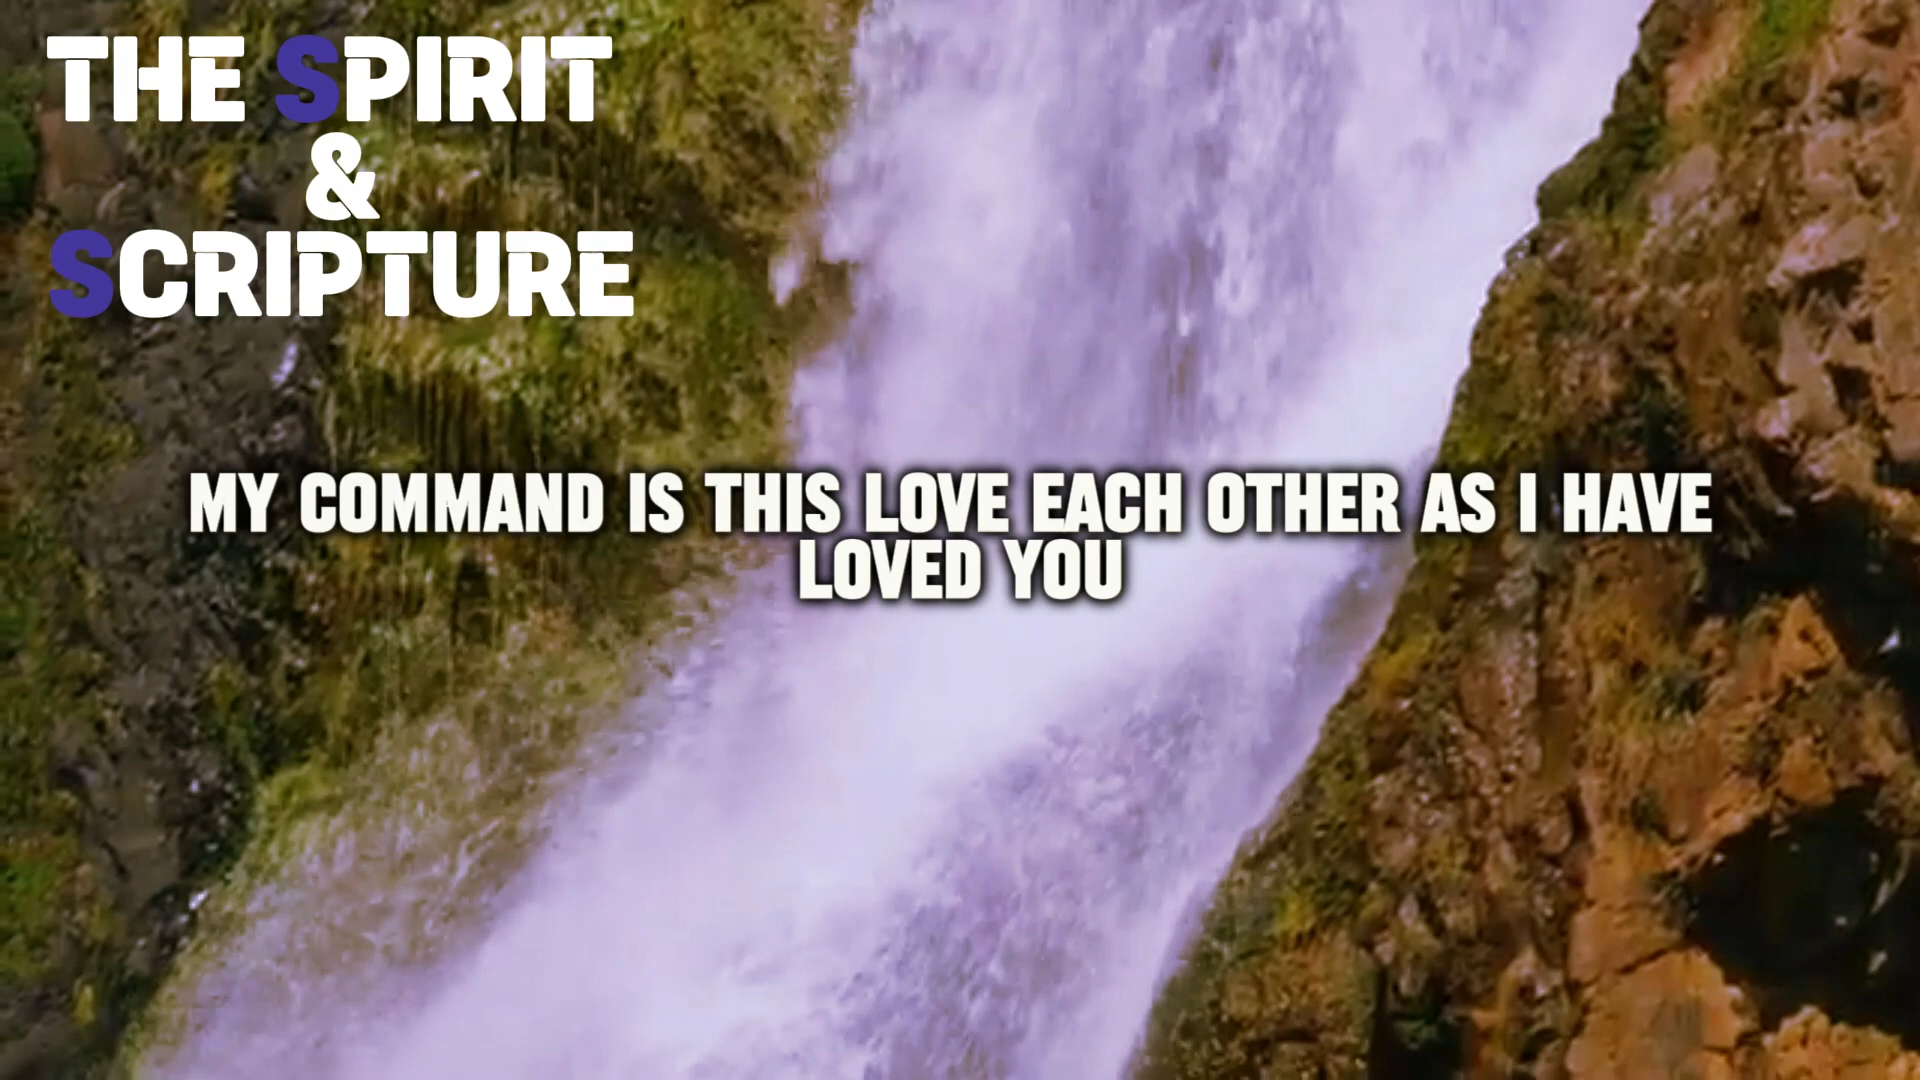 THE SPIRIT
&
SCRIPTURE
MY COMMAND IS THIS LOVE EACH OTHER AS I HAVE
LOVED YOU